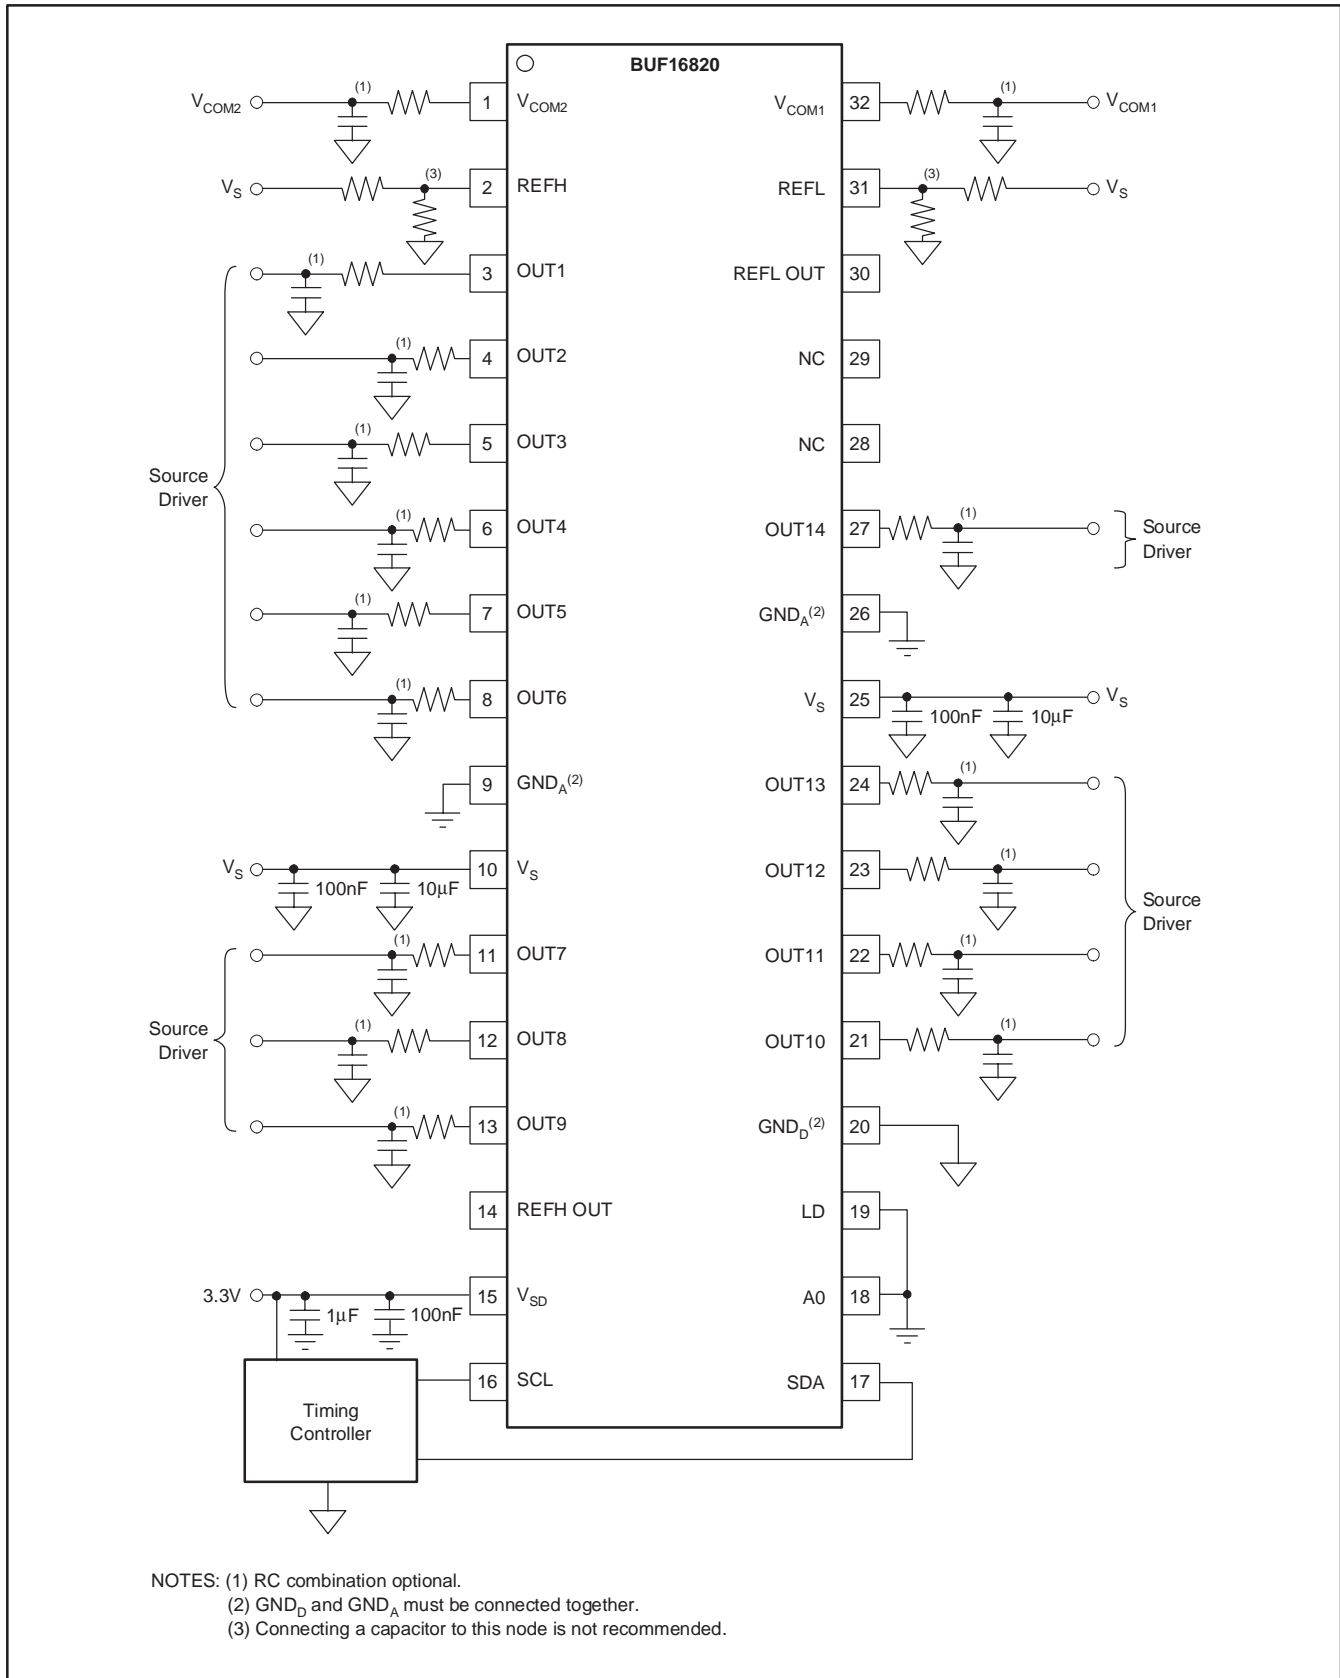 BUF16820
V_COM2 (1) 1 V_COM2 V_COM1 32 (1) V_COM1
V_S (3) 2 REFH REFL 31 (3) V_S
(1) 3 OUT1 REFL OUT 30
(1) 4 OUT2 NC 29
(1) 5 OUT3 NC 28
Source
Driver
(1) 6 OUT4 OUT14 27 (1) Source
Driver
(1) 7 OUT5 GND_A(2) 26
(1) 8 OUT6 V_S 25 100nF 10μF V_S
9 GND_A(2) OUT13 24 (1)
V_S 100nF 10μF 10 V_S OUT12 23 (1)
Source
Driver
(1) 11 OUT7 OUT11 22 (1)
Source
Driver
(1) 12 OUT8 OUT10 21 (1)
(1) 13 OUT9 GND_D(2) 20
14 REFH OUT LD 19
3.3V 1μF 100nF 15 V_SD A0 18
16 SCL SDA 17
Timing
Controller
NOTES: (1) RC combination optional.
(2) GND_D and GND_A must be connected together.
(3) Connecting a capacitor to this node is not recommended.